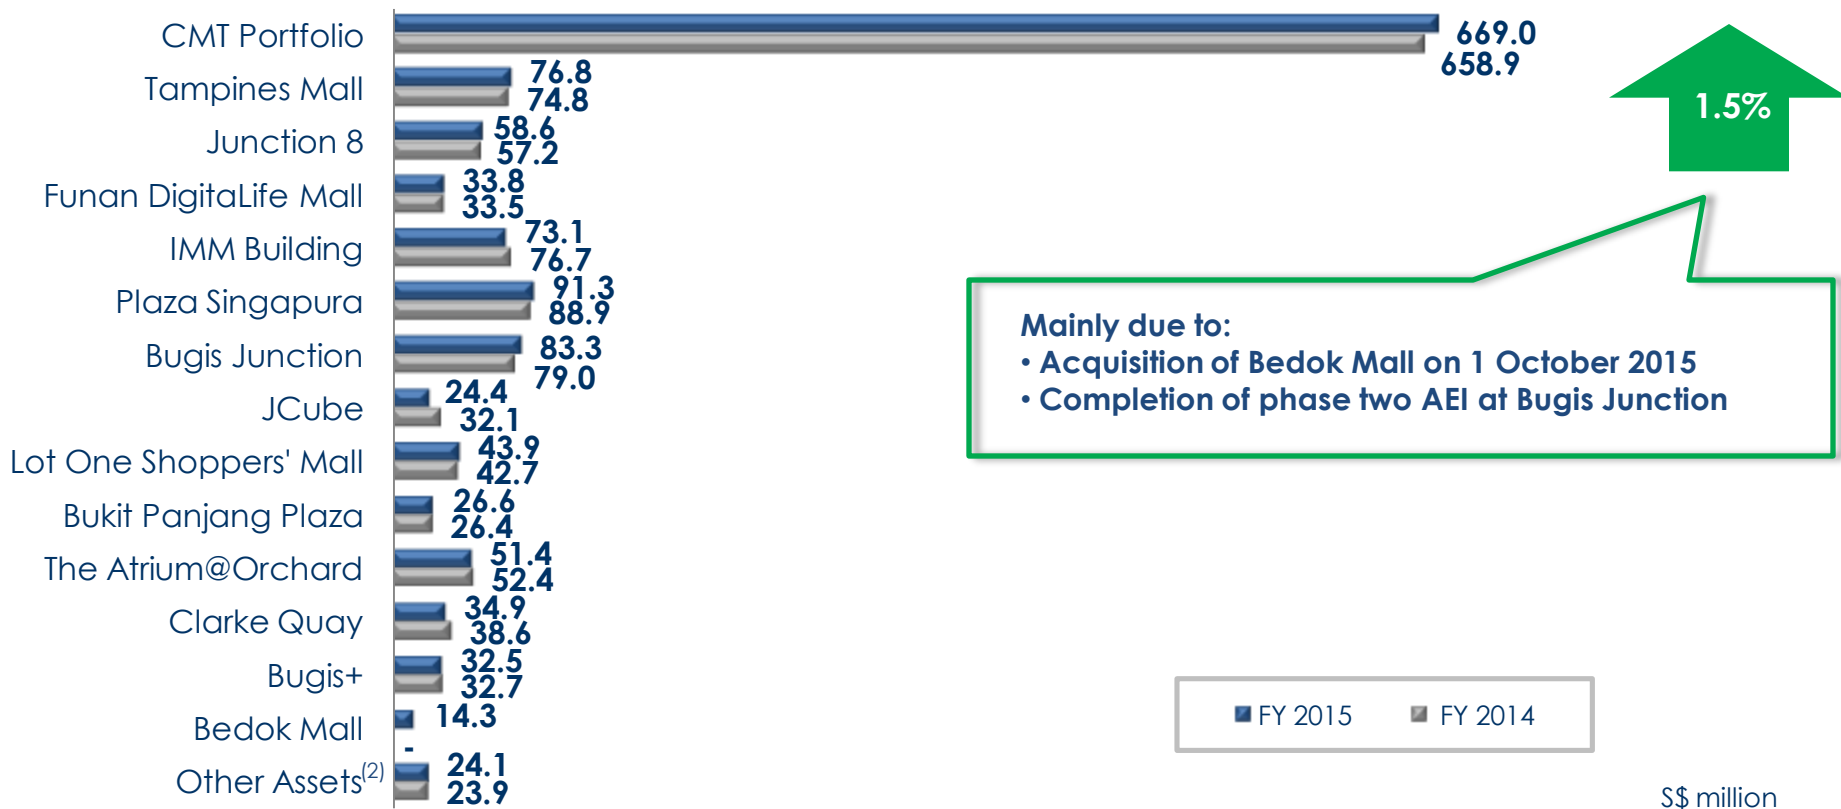 CMT Portfolio
669.0
658.9
Tampines Mall
76.8
74.8
Junction 8
58.6
57.2
Funan DigitaLife Mall
33.8
33.5
IMM Building
73.1
76.7
Plaza Singapura
91.3
88.9
Bugis Junction
83.3
79.0
JCube
24.4
32.1
Lot One Shoppers' Mall
43.9
42.7
Bukit Panjang Plaza
26.6
26.4
The Atrium@Orchard
51.4
52.4
Clarke Quay
34.9
38.6
Bugis+
32.5
32.7
Bedok Mall
14.3
-
Other Assets(2)
24.1
23.9
1.5%
Mainly due to:
• Acquisition of Bedok Mall on 1 October 2015
• Completion of phase two AEI at Bugis Junction
FY 2015
FY 2014
S$ million